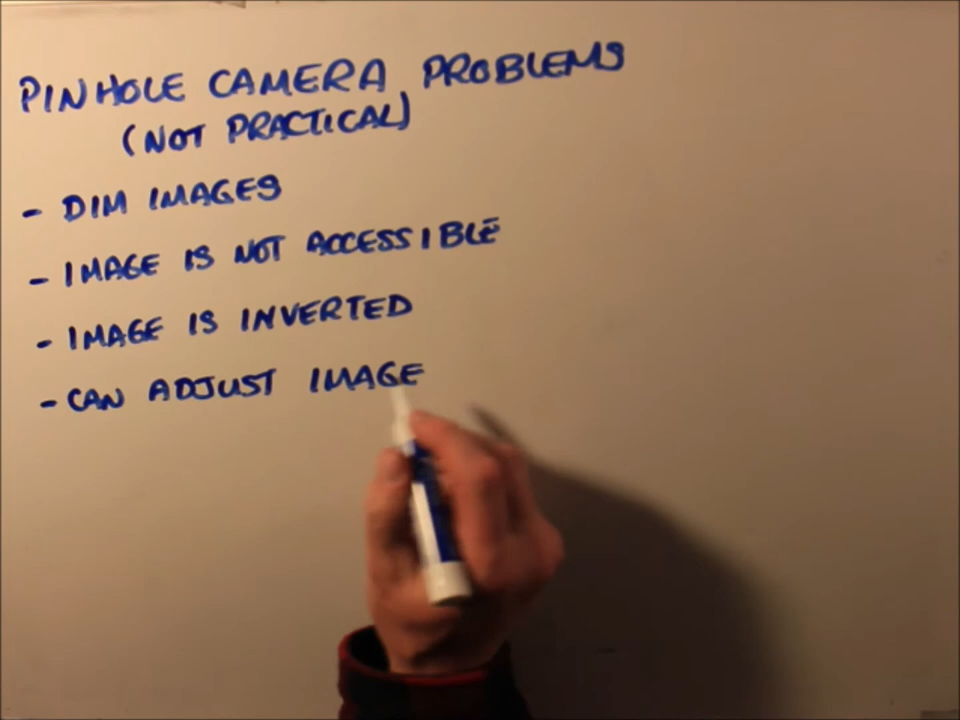 PINHOLE CAMERA PROBLEMS
(NOT PRACTICAL)
- DIM IMAGES
- IMAGE IS NOT ACCESSIBLE
- IMAGE IS INVERTED
- CAN ADJUST IMAGE